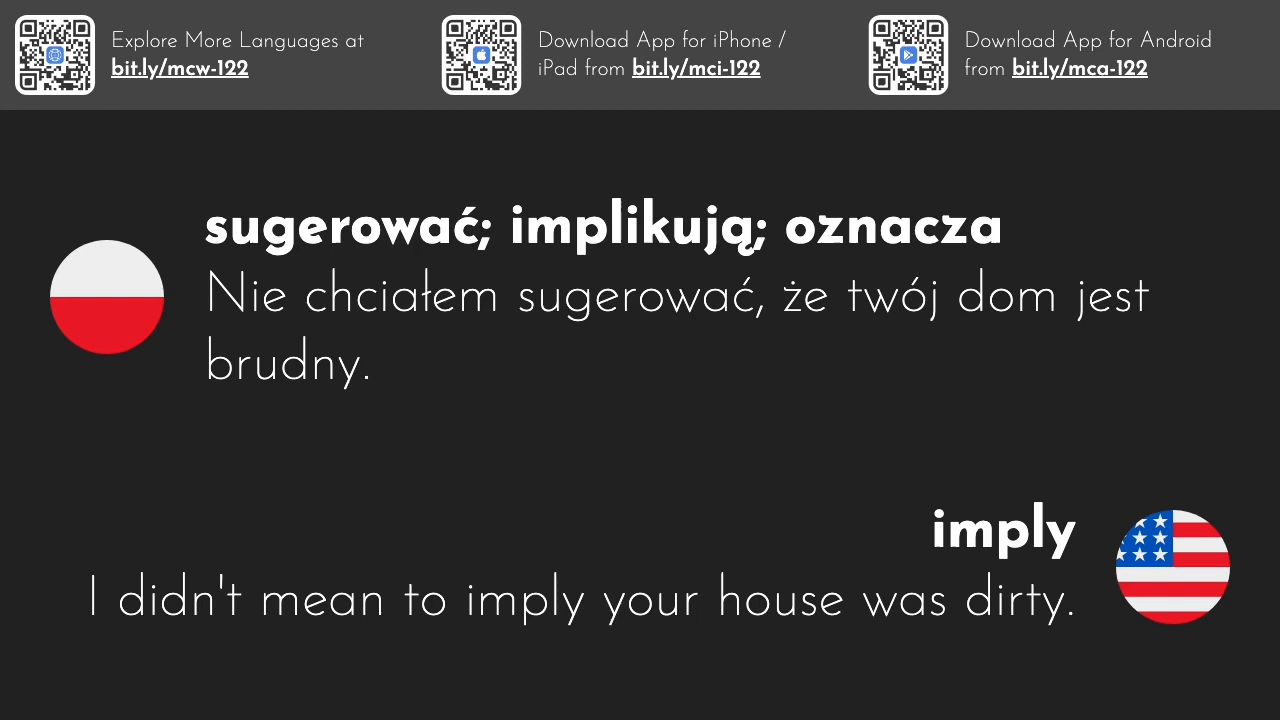 Explore More Languages at
bit.ly/mcw-122
Download App for iPhone /
iPad from bit.ly/mci-122
Download App for Android
from bit.ly/mca-122
sugerować; implikują; oznacza
Nie chciałem sugerować, że twój dom jest
brudny.
imply
I didn't mean to imply your house was dirty.